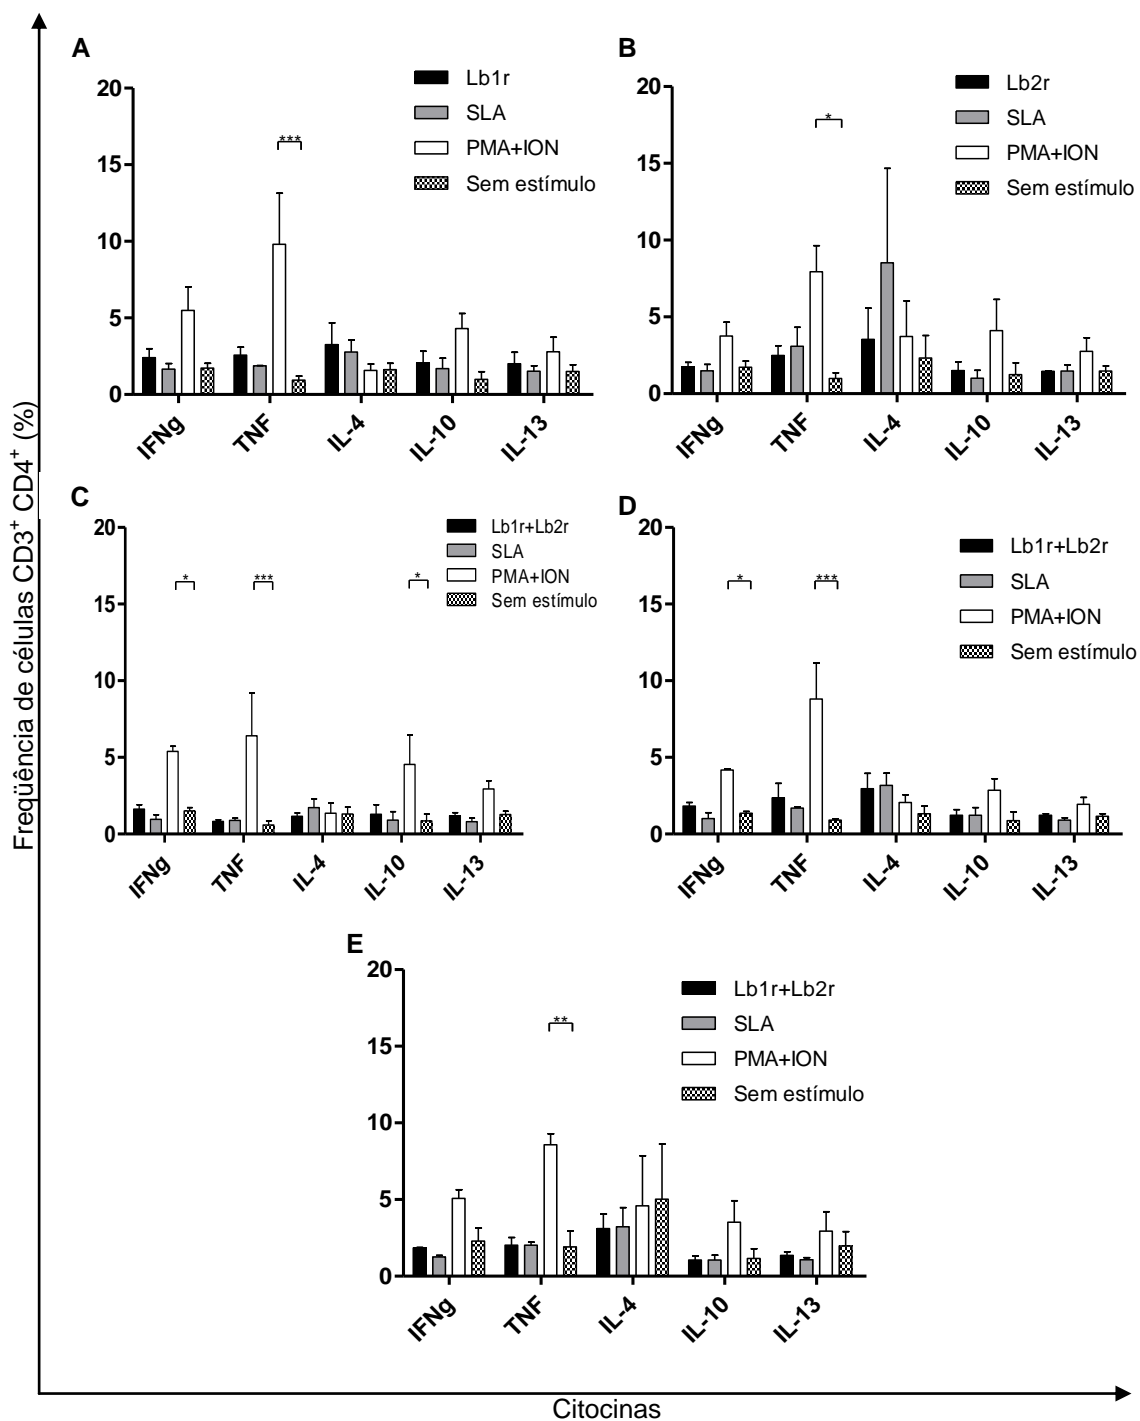 Freqüência de células CD3⁺ CD4⁺ (%)
A
Lb1r
SLA
PMA+ION
Sem estímulo
20
15
10
5
0
***
IFNg
TNF
IL-4
IL-10
IL-13
B
Lb2r
SLA
PMA+ION
Sem estímulo
20
15
10
5
0
*
IFNg
TNF
IL-4
IL-10
IL-13
C
Lb1r+Lb2r
SLA
PMA+ION
Sem estímulo
20
15
10
5
0
*
***
*
IFNg
TNF
IL-4
IL-10
IL-13
D
Lb1r+Lb2r
SLA
PMA+ION
Sem estímulo
20
15
10
5
0
*
***
IFNg
TNF
IL-4
IL-10
IL-13
E
Lb1r+Lb2r
SLA
PMA+ION
Sem estímulo
20
15
10
5
0
**
IFNg
TNF
IL-4
IL-10
IL-13
Citocinas